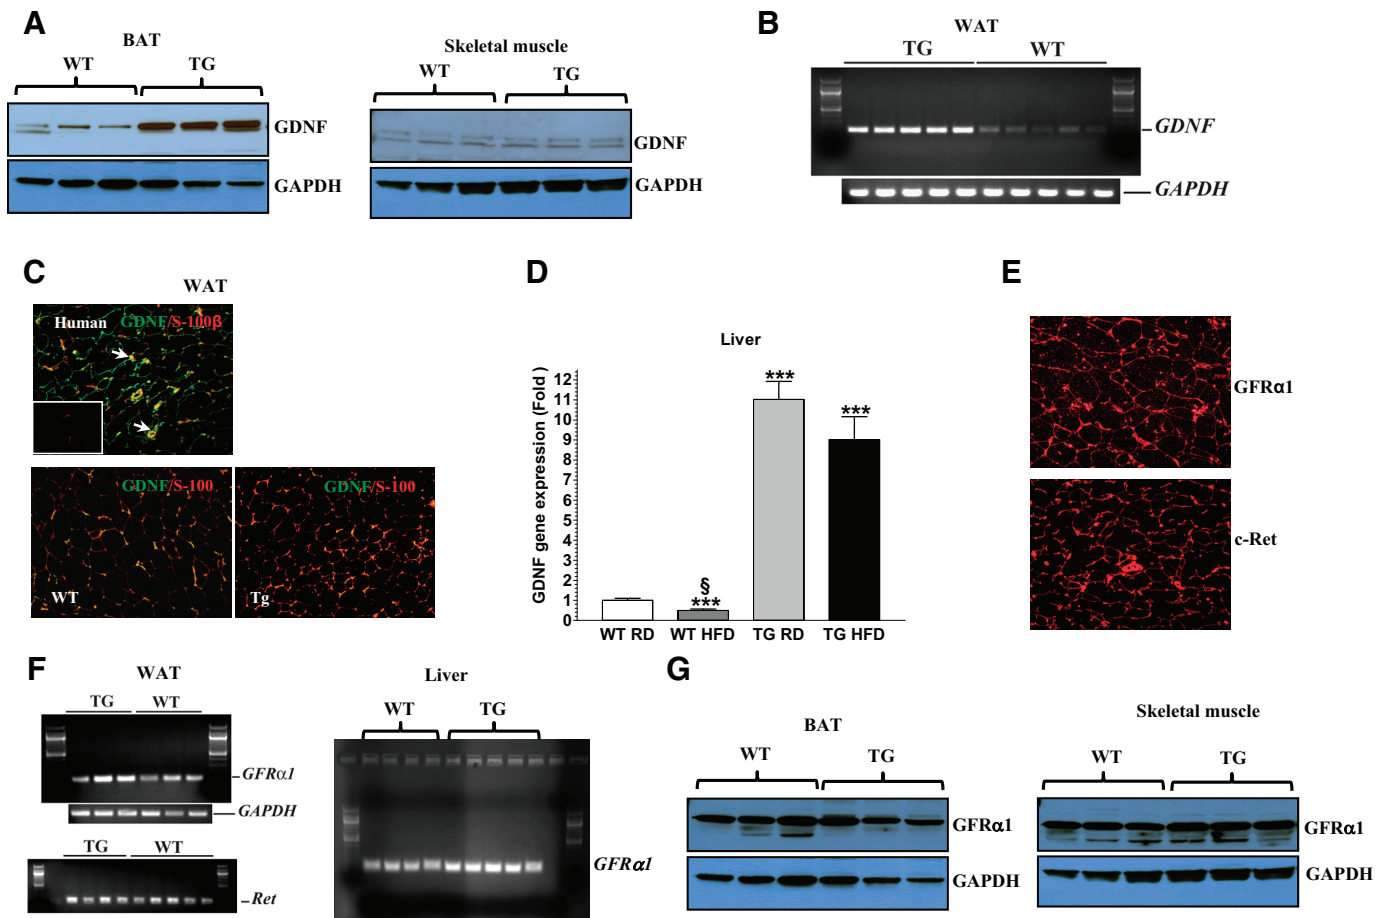 A
BAT
WT TG
GDNF
GAPDH
Skeletal muscle
WT TG
GDNF
GAPDH
B
WAT
TG WT
GDNF
GAPDH
C
WAT
Human GDNF/S-100β
GDNF/S-100
WT
GDNF/S-100
Tg
D
Liver
GDNF gene expression (Fold)
12
11
10
9
8
7
6
5
4
3
2
1
0
§
***
***
***
WT RD WT HFD TG RD TG HFD
E
GFRα1
c-Ret
F
WAT
TG WT
GFRα1
GAPDH
TG WT
Ret
Liver
WT TG
GFRα1
G
BAT
WT TG
GFRα1
GAPDH
Skeletal muscle
WT TG
GFRα1
GAPDH